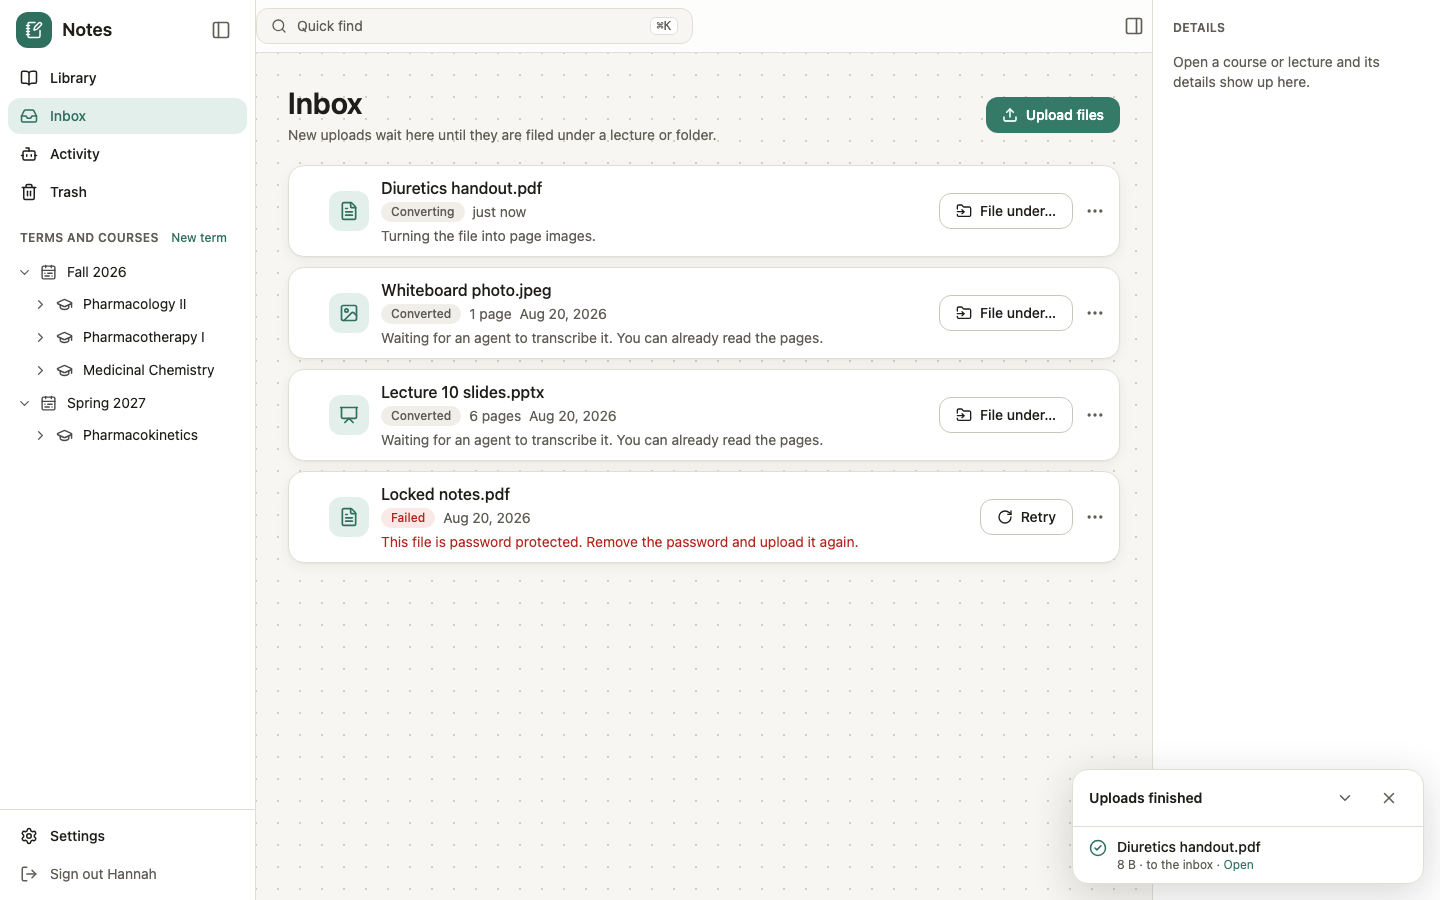 Notes
Library
Inbox
Activity
Trash
TERMS AND COURSES New term
Fall 2026
Pharmacology II
Pharmacotherapy I
Medicinal Chemistry
Spring 2027
Pharmacokinetics
Settings
Sign out Hannah
Quick find ⌘K
Inbox
New uploads wait here until they are filed under a lecture or folder.
Upload files
Diuretics handout.pdf
Converting just now
Turning the file into page images.
File under...
Whiteboard photo.jpeg
Converted 1 page Aug 20, 2026
Waiting for an agent to transcribe it. You can already read the pages.
File under...
Lecture 10 slides.pptx
Converted 6 pages Aug 20, 2026
Waiting for an agent to transcribe it. You can already read the pages.
File under...
Locked notes.pdf
Failed Aug 20, 2026
This file is password protected. Remove the password and upload it again.
Retry
DETAILS
Open a course or lecture and its
details show up here.
Uploads finished
Diuretics handout.pdf
8 B · to the inbox · Open